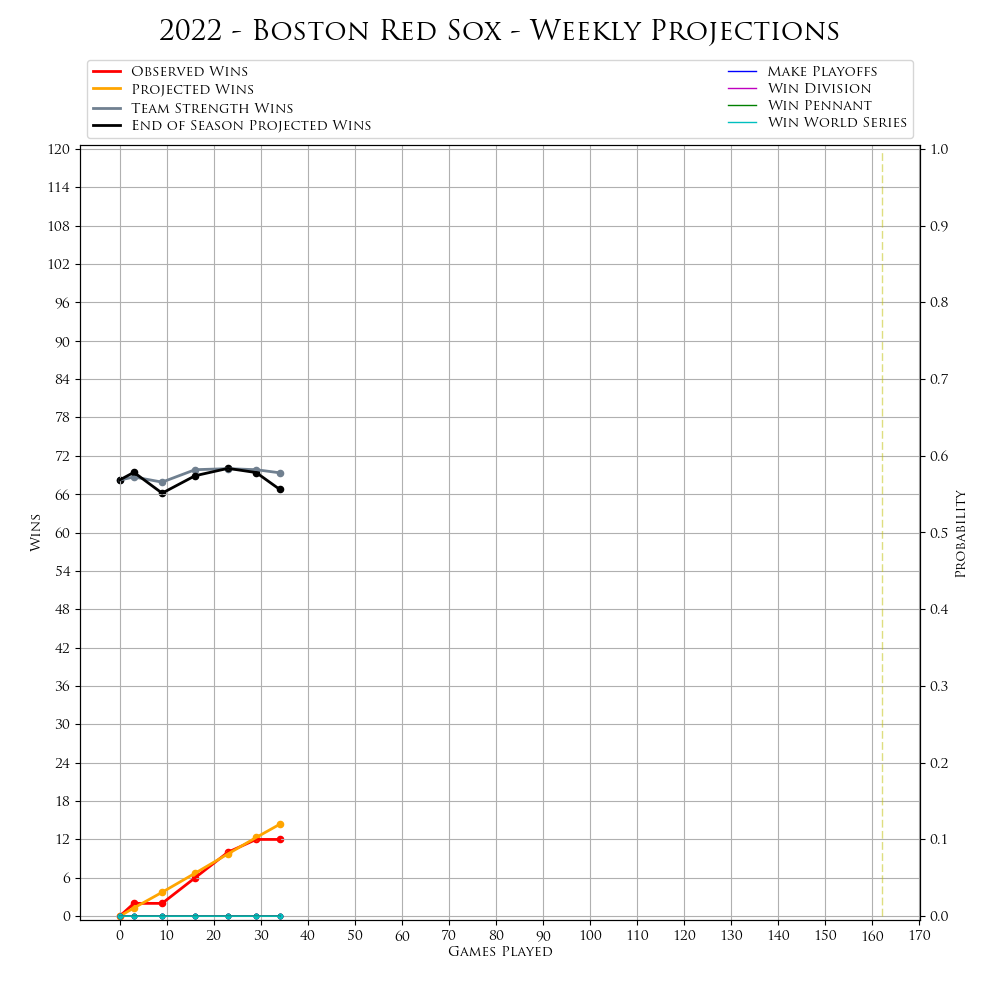 2022 - Boston Red Sox - Weekly Projections
Observed Wins
Projected Wins
Team Strength Wins
End of Season Projected Wins
Make Playoffs
Win Division
Win Pennant
Win World Series
120
114
108
102
96
90
84
78
72
66
60
54
48
42
36
30
24
18
12
6
0
Wins
1.0
0.9
0.8
0.7
0.6
0.5
0.4
0.3
0.2
0.1
0.0
Probability
0 10 20 30 40 50 60 70 80 90 100 110 120 130 140 150 160 170
Games Played